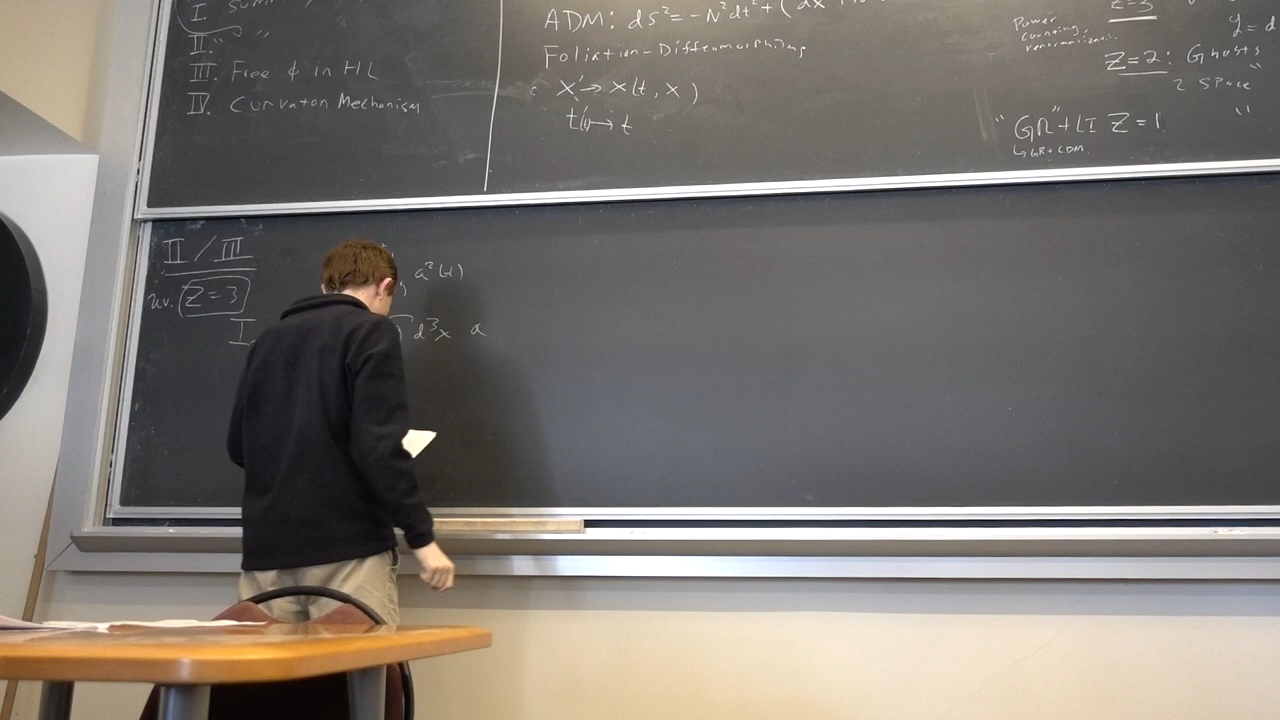 I.
II. " "
III. Free ϕ in HL
IV. Curvaton Mechanism
ADM: ds² = -N²dt² + (dx
Foliation-Diffeomorphisms
x → x(t, x)
t → t
Power
counting,
z=3
Z=2: Ghosts
2 space
"GR"+LI Z=1
↳ GR+CDM.
II / III
uv. Z=3
a²(t)
I
d³x a